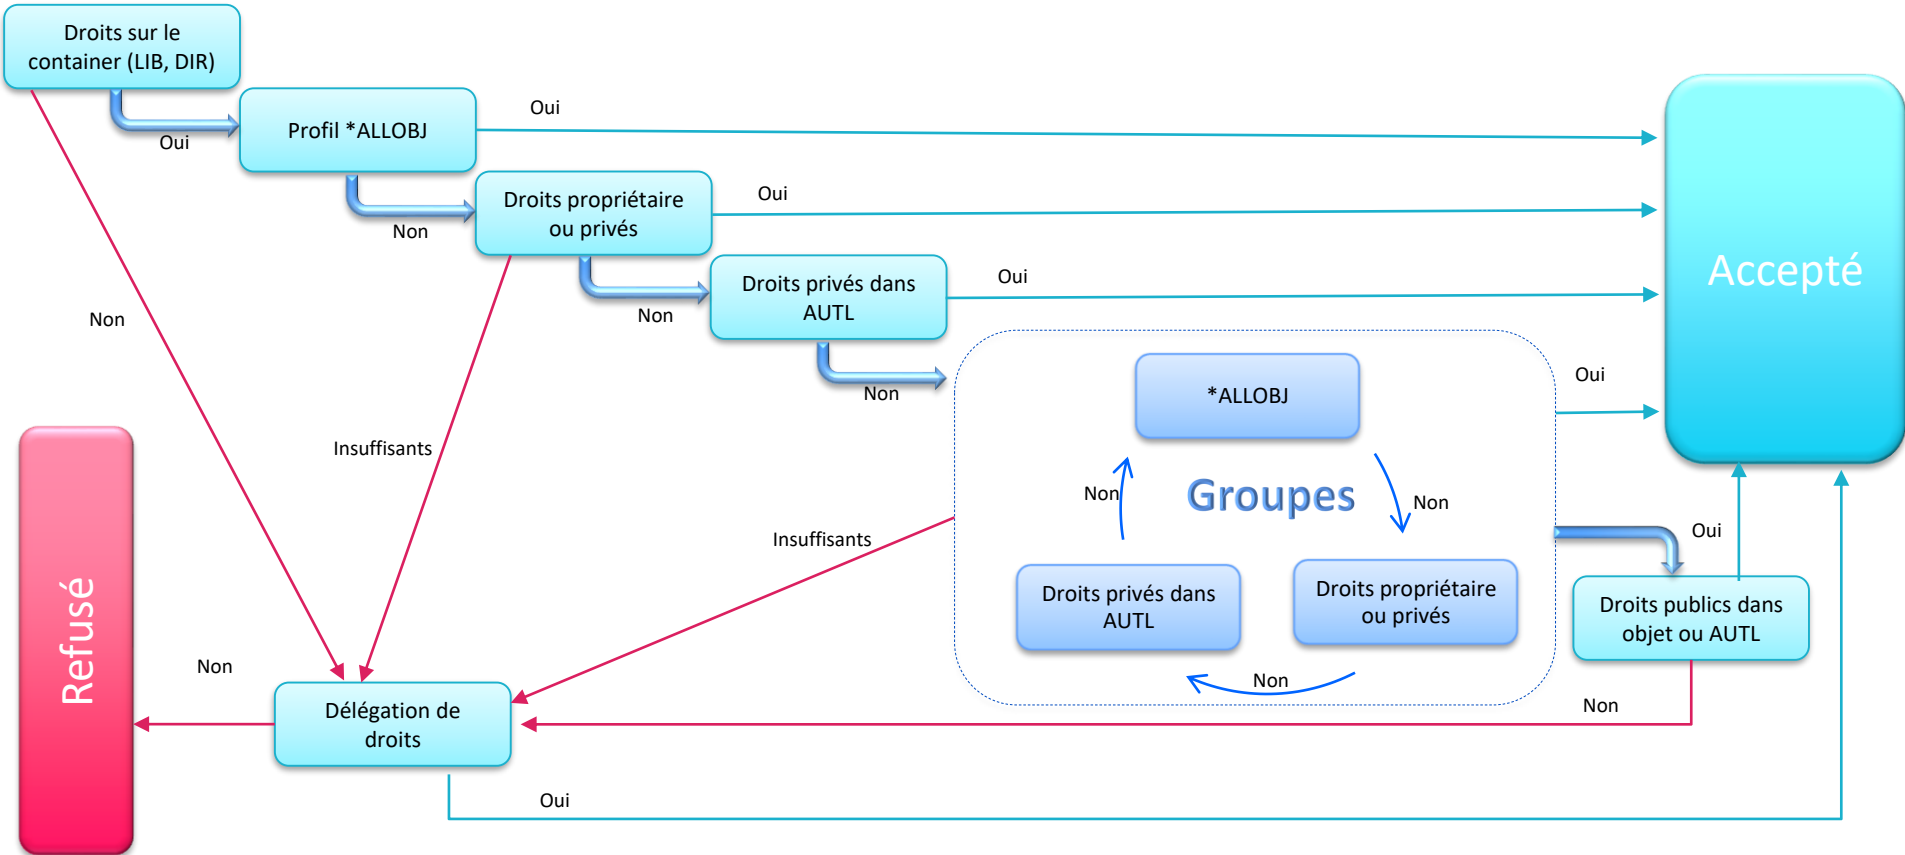 Droits sur le
container (LIB, DIR)
Oui
Profil *ALLOBJ
Oui
Non
Droits propriétaire
ou privés
Oui
Non
Droits privés dans
AUTL
Oui
Non
Accepté
Non
Insuffisants
Insuffisants
*ALLOBJ
Groupes
Non
Non
Droits privés dans
AUTL
Droits propriétaire
ou privés
Non
Oui
Oui
Droits publics dans
objet ou AUTL
Non
Refusé
Non
Délégation de
droits
Oui